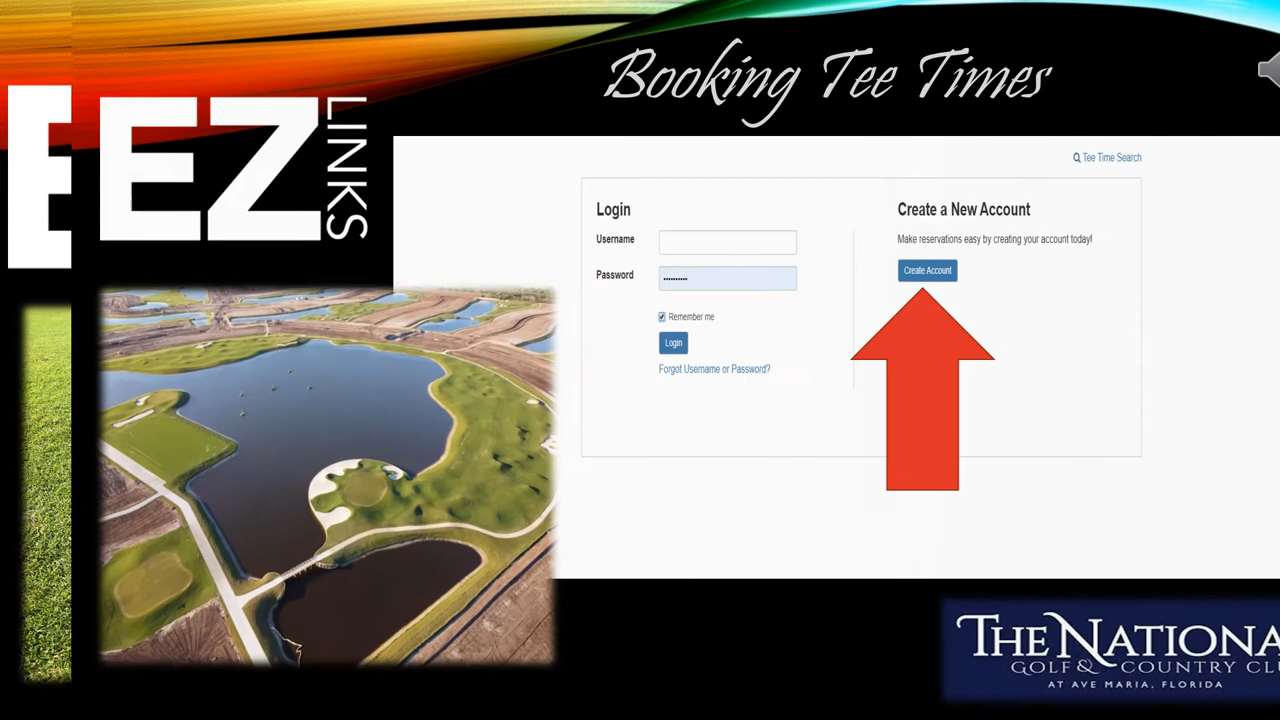 Booking Tee Times
E EZ
LINKS
Tee Time Search
Login
Username
Password
Remember me
Login
Forgot Username or Password?
Create a New Account
Make reservations easy by creating your account today!
Create Account
THE NATIONA
GOLF & COUNTRY CLU
AT AVE MARIA, FLORIDA